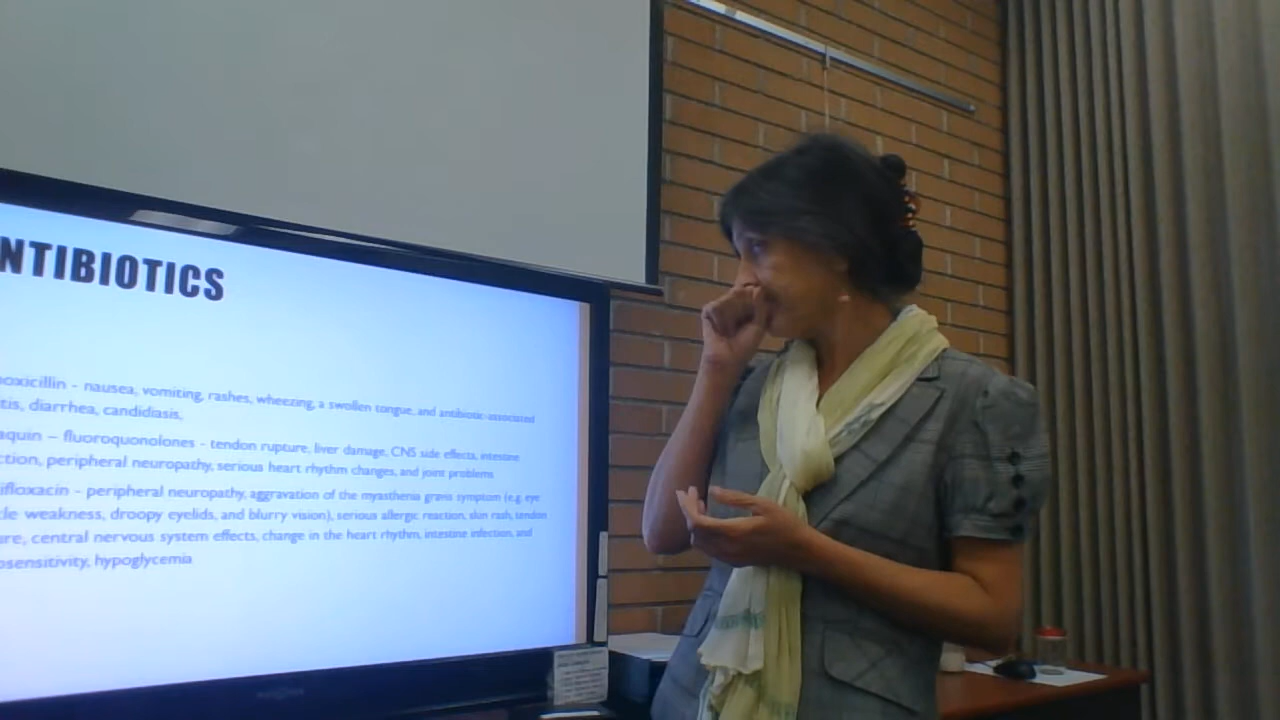 NTIBIOTICS
oxicillin - nausea, vomiting, rashes, wheezing, a swollen tongue, and antibiotic-associated
tis, diarrhea, candidiasis,
aquin – fluoroquonolones - tendon rupture, liver damage, CNS side effects, intestine
ction, peripheral neuropathy, serious heart rhythm changes, and joint problems
ifloxacin - peripheral neuropathy, aggravation of the myasthenia gravis symptom (e.g. eye
cle weakness, droopy eyelids, and blurry vision), serious allergic reaction, skin rash, tendon
ure, central nervous system effects, change in the heart rhythm, intestine infection, and
osensitivity, hypoglycemia